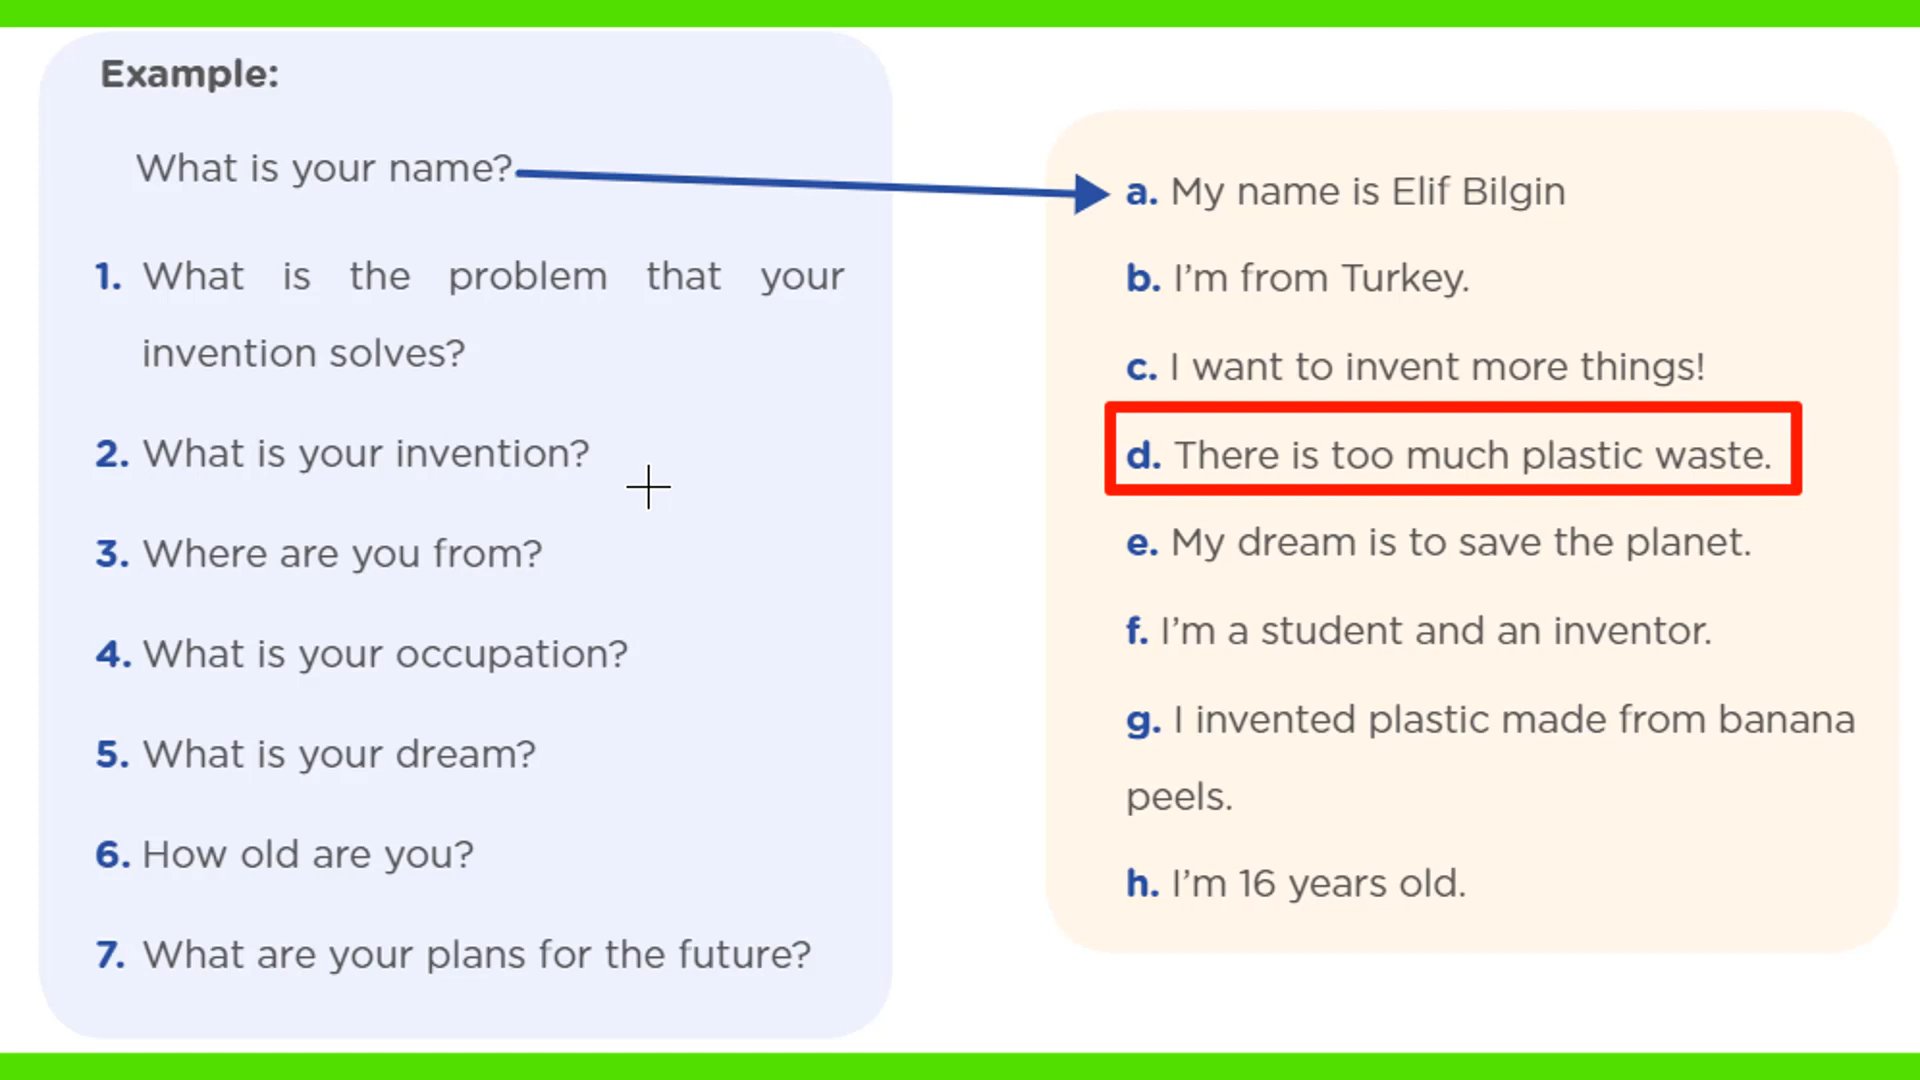 Example:
What is your name?
1. What is the problem that your
invention solves?
2. What is your invention?
3. Where are you from?
4. What is your occupation?
5. What is your dream?
6. How old are you?
7. What are your plans for the future?
a. My name is Elif Bilgin
b. I’m from Turkey.
c. I want to invent more things!
d. There is too much plastic waste.
e. My dream is to save the planet.
f. I’m a student and an inventor.
g. I invented plastic made from banana
peels.
h. I’m 16 years old.